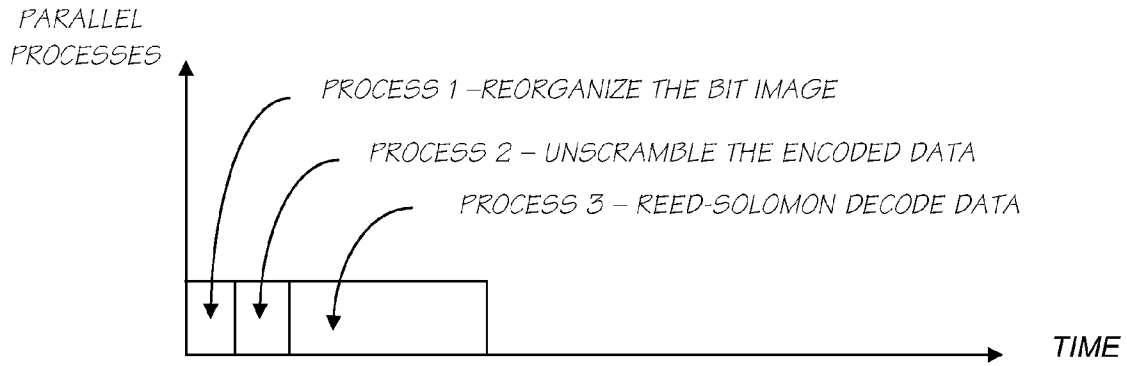 PARALLEL
PROCESSES
PROCESS 1 –REORGANIZE THE BIT IMAGE
PROCESS 2 – UNSCRAMBLE THE ENCODED DATA
PROCESS 3 – REED-SOLOMON DECODE DATA
TIME